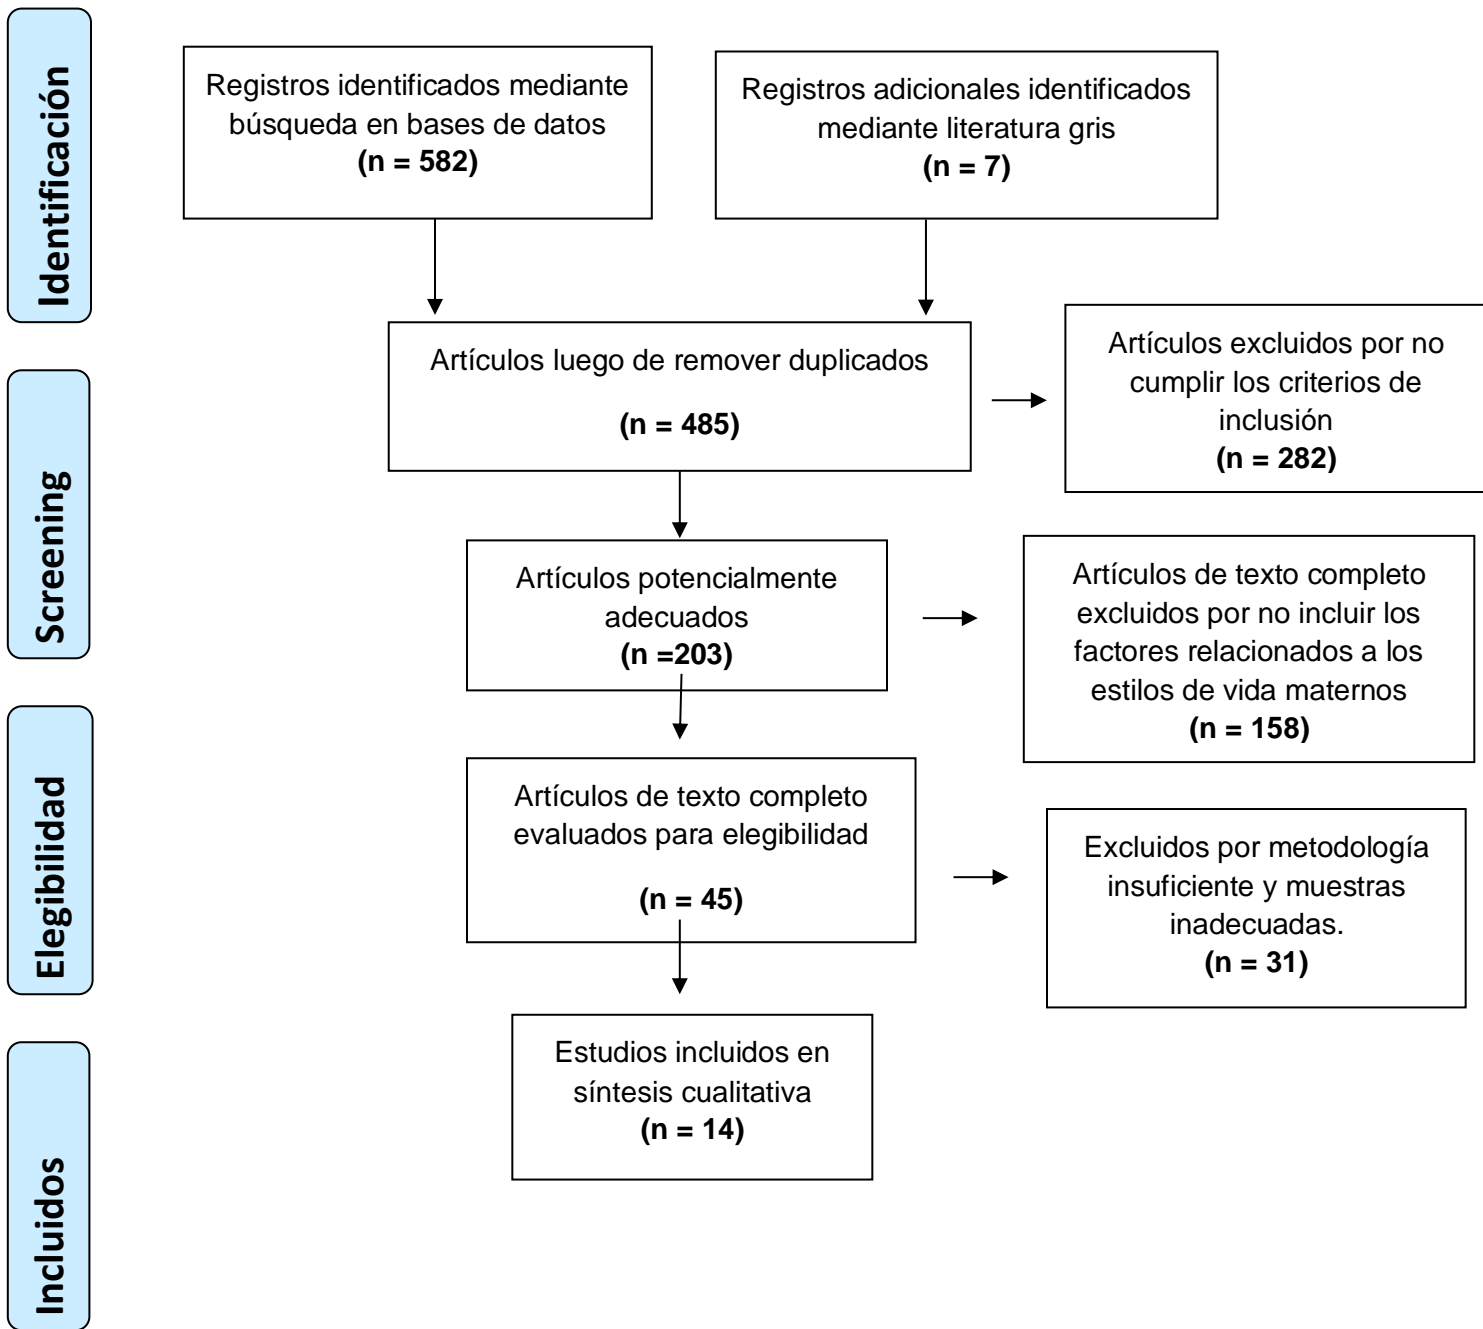 Identificación
Registros identificados mediante
búsqueda en bases de datos
(n = 582)
Registros adicionales identificados
mediante literatura gris
(n = 7)
Screening
Artículos luego de remover duplicados
(n = 485)
Artículos excluidos por no
cumplir los criterios de
inclusión
(n = 282)
Artículos potencialmente
adecuados
(n =203)
Artículos de texto completo
excluidos por no incluir los
factores relacionados a los
estilos de vida maternos
(n = 158)
Elegibilidad
Artículos de texto completo
evaluados para elegibilidad
(n = 45)
Excluidos por metodología
insuficiente y muestras
inadecuadas.
(n = 31)
Incluidos
Estudios incluidos en
síntesis cualitativa
(n = 14)